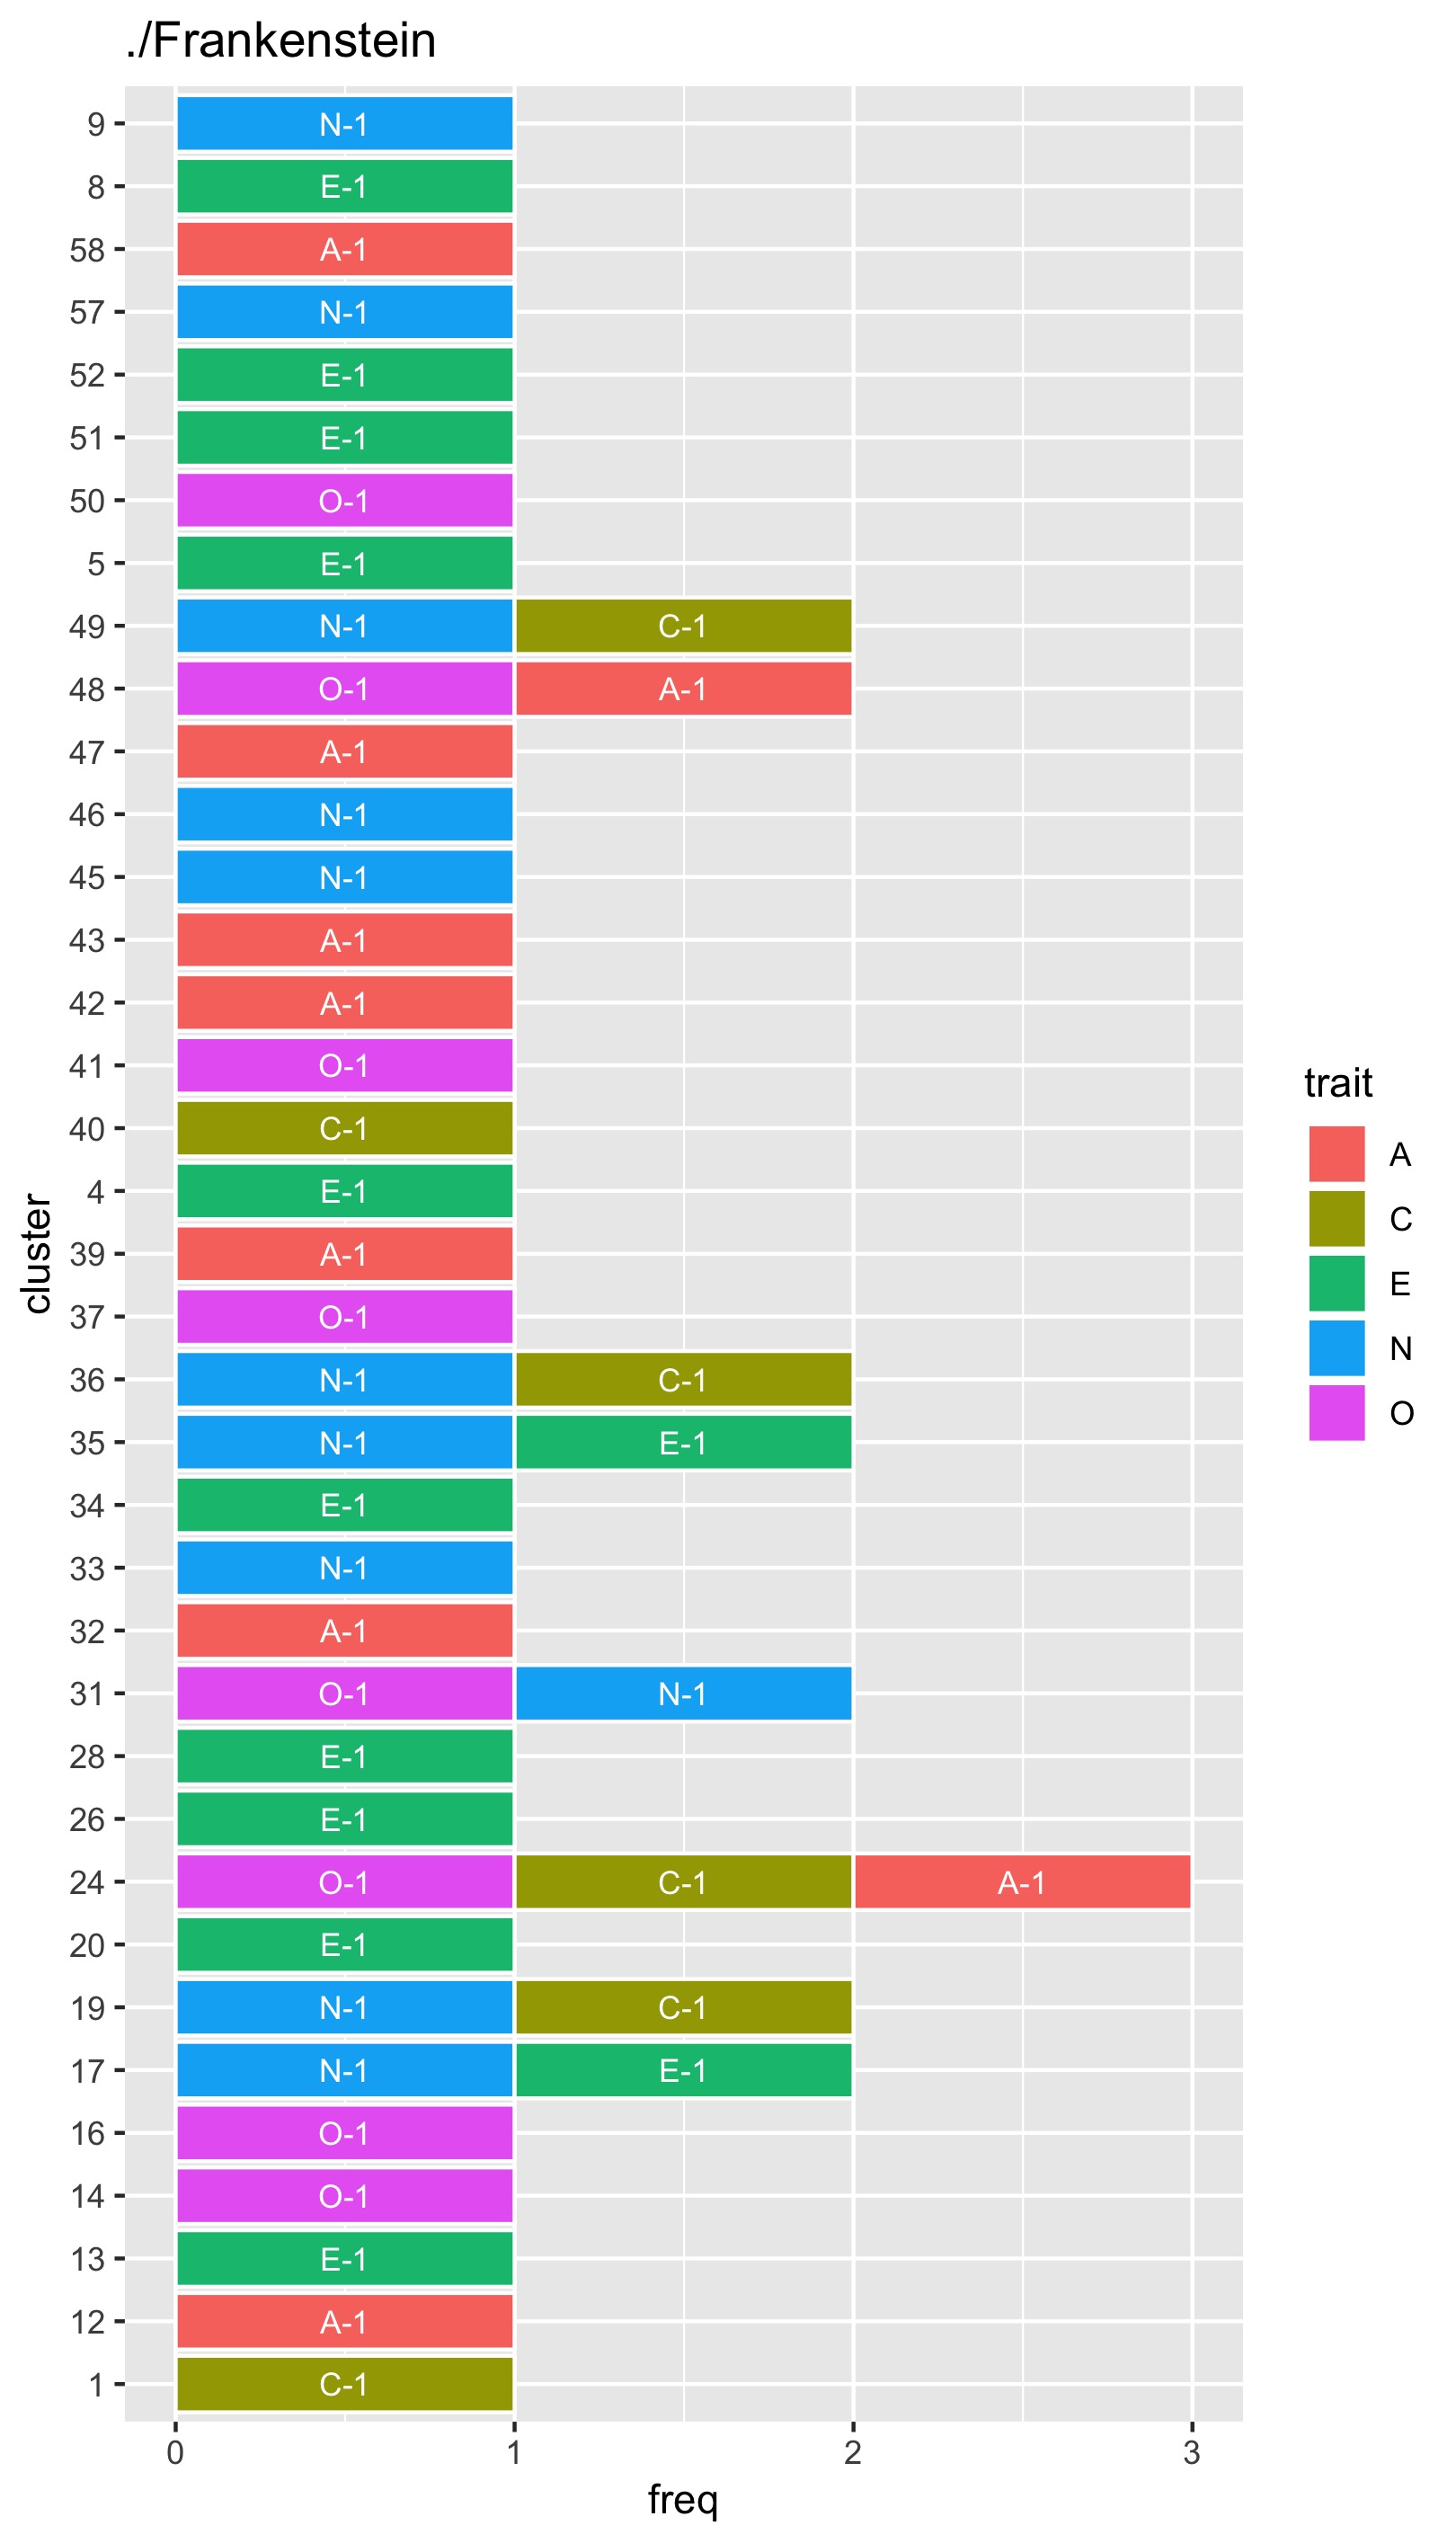 ./Frankenstein
9 N-1
8 E-1
58 A-1
57 N-1
52 E-1
51 E-1
50 O-1
5 E-1
49 N-1 C-1
48 O-1 A-1
47 A-1
46 N-1
45 N-1
43 A-1
42 A-1
41 O-1
40 C-1
4 E-1
39 A-1
37 O-1
36 N-1 C-1
35 N-1 E-1
34 E-1
33 N-1
32 A-1
31 O-1 N-1
28 E-1
26 E-1
24 O-1 C-1 A-1
20 E-1
19 N-1 C-1
17 N-1 E-1
16 O-1
14 O-1
13 E-1
12 A-1
1 C-1
0 1 2 3
freq
cluster
trait
A
C
E
N
O